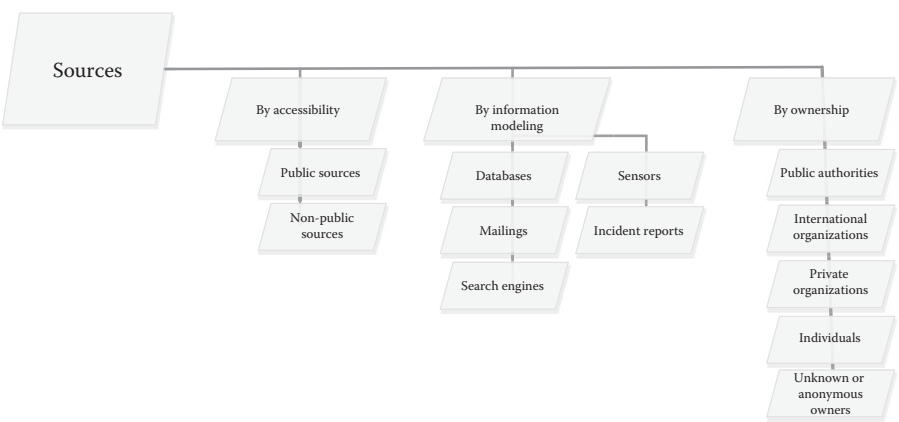 Sources
By accessibility
Public sources
Non-public
sources
By information
modeling
Databases
Mailings
Search engines
Sensors
Incident reports
By ownership
Public authorities
International
organizations
Private
organizations
Individuals
Unknown or
anonymous
owners